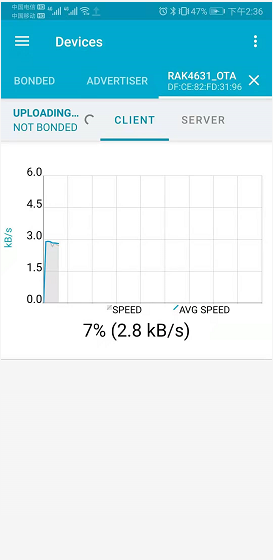 中国电信 HD 4G 4G 47% 下午2:36
中国移动 HD
Devices
BONDED ADVERTISER RAK4631_OTA
DF:CE:82:FD:31:96
UPLOADING... CLIENT SERVER
NOT BONDED
6.0
4.5
kB/s
3.0
1.5
0.0
SPEED AVG SPEED
7% (2.8 kB/s)